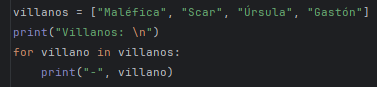 villanos = ["Maléfica", "Scar", "Úrsula", "Gastón"]
print("Villanos: \n")
for villano in villanos:
    print("-", villano)